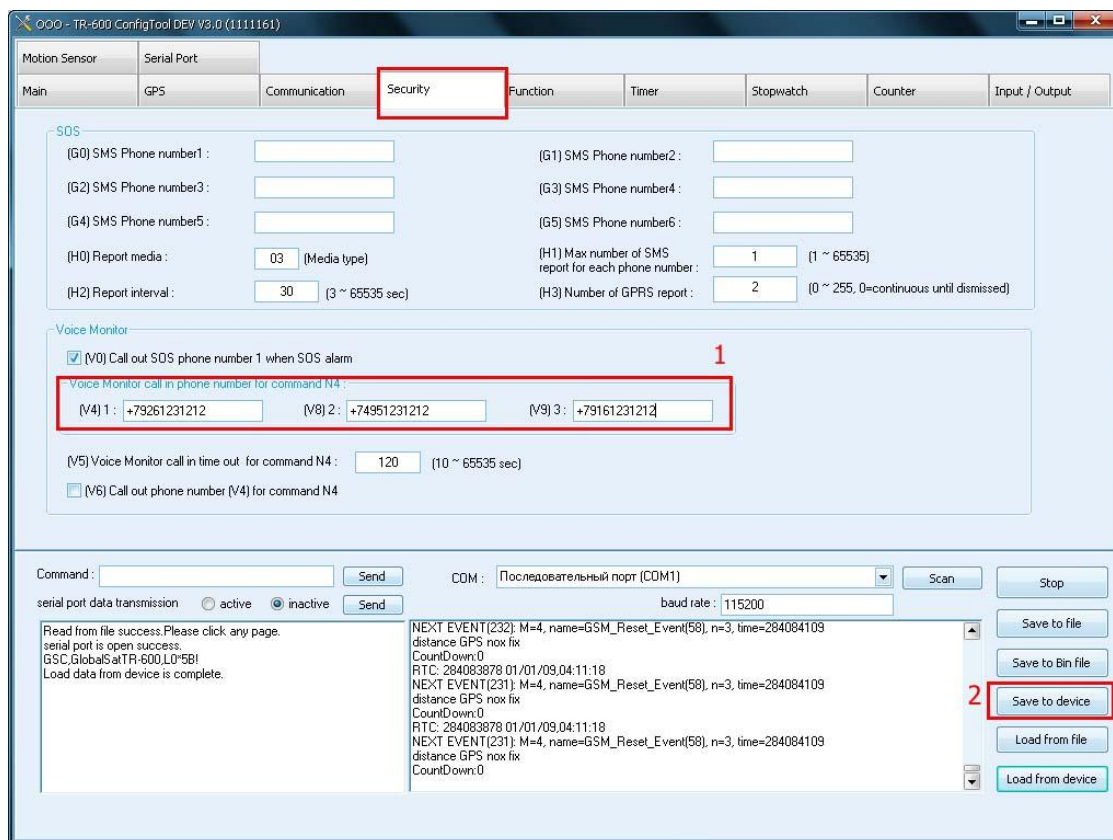 OOO - TR-600 ConfigTool DEV V3.0 (1111161)
Motion Sensor Serial Port
Main GPS Communication Security Function Timer Stopwatch Counter Input / Output
SOS
(G0) SMS Phone number1 : (G1) SMS Phone number2 :
(G2) SMS Phone number3 : (G3) SMS Phone number4 :
(G4) SMS Phone number5 : (G5) SMS Phone number6 :
(H0) Report media : 03 (Media type) (H1) Max number of SMS
report for each phone number : 1 (1 ~ 65535)
(H2) Report interval : 30 (3 ~ 65535 sec) (H3) Number of GPRS report : 2 (0 ~ 255, 0=continuous until dismissed)
Voice Monitor
(V0) Call out SOS phone number 1 when SOS alarm 1
Voice Monitor call in phone number for command N4 :
(V4) 1 : +79261231212 (V8) 2 : +74951231212 (V9) 3 : +79161231212
(V5) Voice Monitor call in time out for command N4 : 120 (10 ~ 65535 sec)
(V6) Call out phone number (V4) for command N4
Command : Send COM : Последовательный порт (COM1) Scan Stop
serial port data transmission active inactive Send baud rate : 115200
Read from file success.Please click any page.
serial port is open success.
GSC,GlobalSatTR-600,L0*5B!
Load data from device is complete.
NEXT EVENT(232): M=4, name=GSM_Reset_Event(58), n=3, time=284084109
distance GPS nox fix
CountDown:0
RTC: 284083878 01/01/09,04:11:18
NEXT EVENT(231): M=4, name=GSM_Reset_Event(58), n=3, time=284084109
distance GPS nox fix
CountDown:0
RTC: 284083878 01/01/09,04:11:18
NEXT EVENT(231): M=4, name=GSM_Reset_Event(58), n=3, time=284084109
distance GPS nox fix
CountDown:0
Save to file
Save to Bin file
2 Save to device
Load from file
Load from device